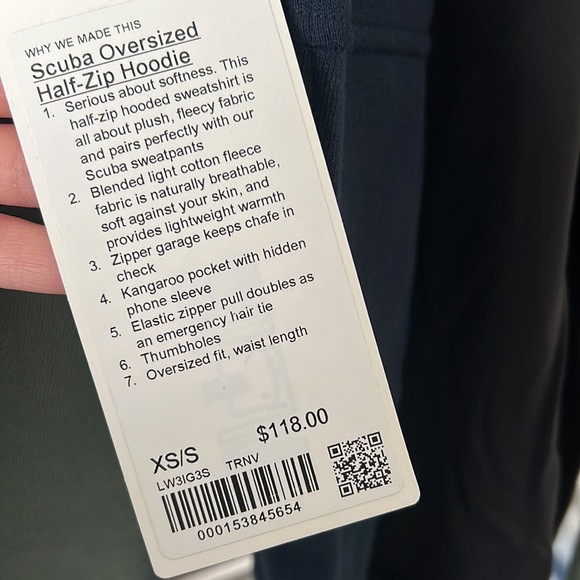 WHY WE MADE THIS
Scuba Oversized
Half-Zip Hoodie
1. Serious about softness. This
half-zip hooded sweatshirt is
all about plush, fleecy fabric
and pairs perfectly with our
Scuba sweatpants
2. Blended light cotton fleece
fabric is naturally breathable,
soft against your skin, and
provides lightweight warmth
3. Zipper garage keeps chafe in
check
4. Kangaroo pocket with hidden
phone sleeve
5. Elastic zipper pull doubles as
an emergency hair tie
6. Thumbholes
7. Oversized fit, waist length
XS/S $118.00
LW3IG3S TRNV
000153845654